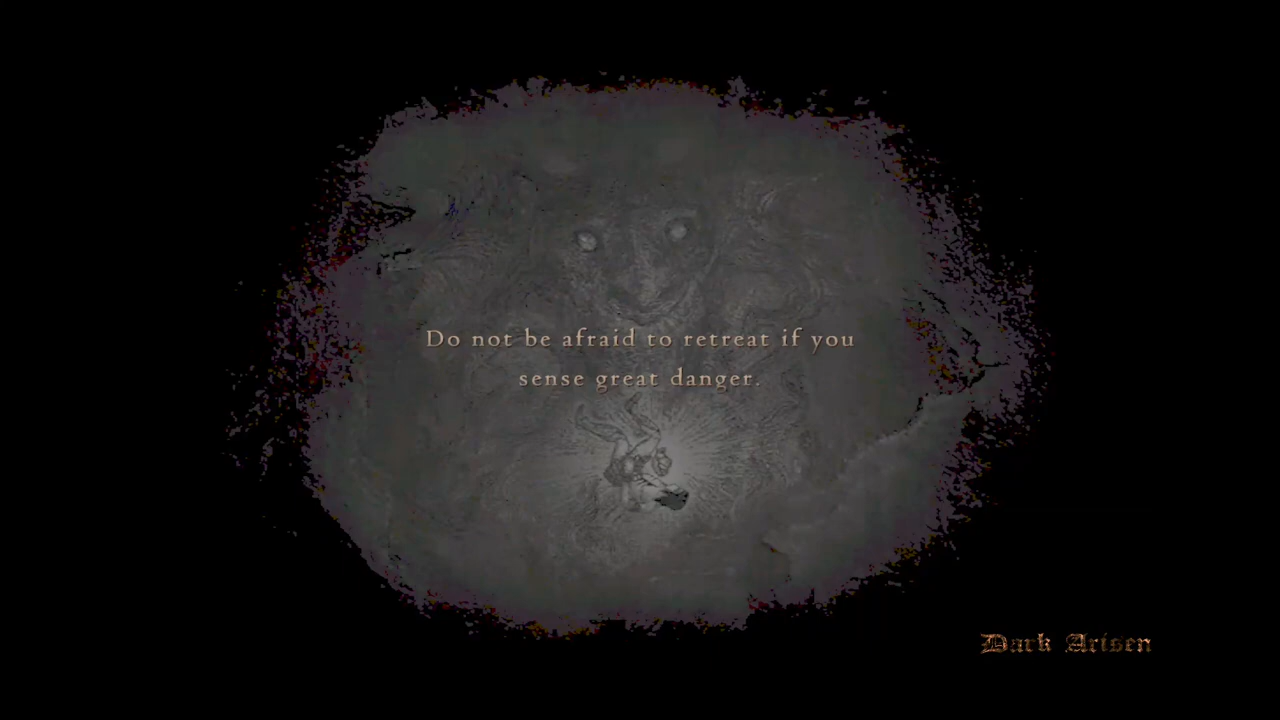 Do not be afraid to retreat if you
sense great danger.
Dark Arisen